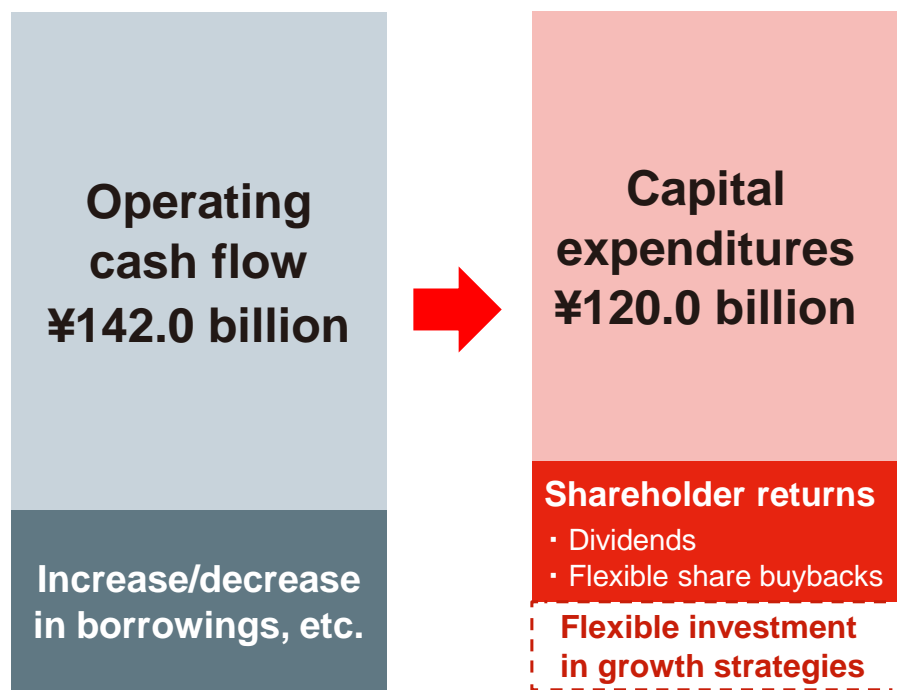 Operating
cash flow
¥142.0 billion
Increase/decrease
in borrowings, etc.
Capital
expenditures
¥120.0 billion
Shareholder returns
・Dividends
・Flexible share buybacks
Flexible investment
in growth strategies